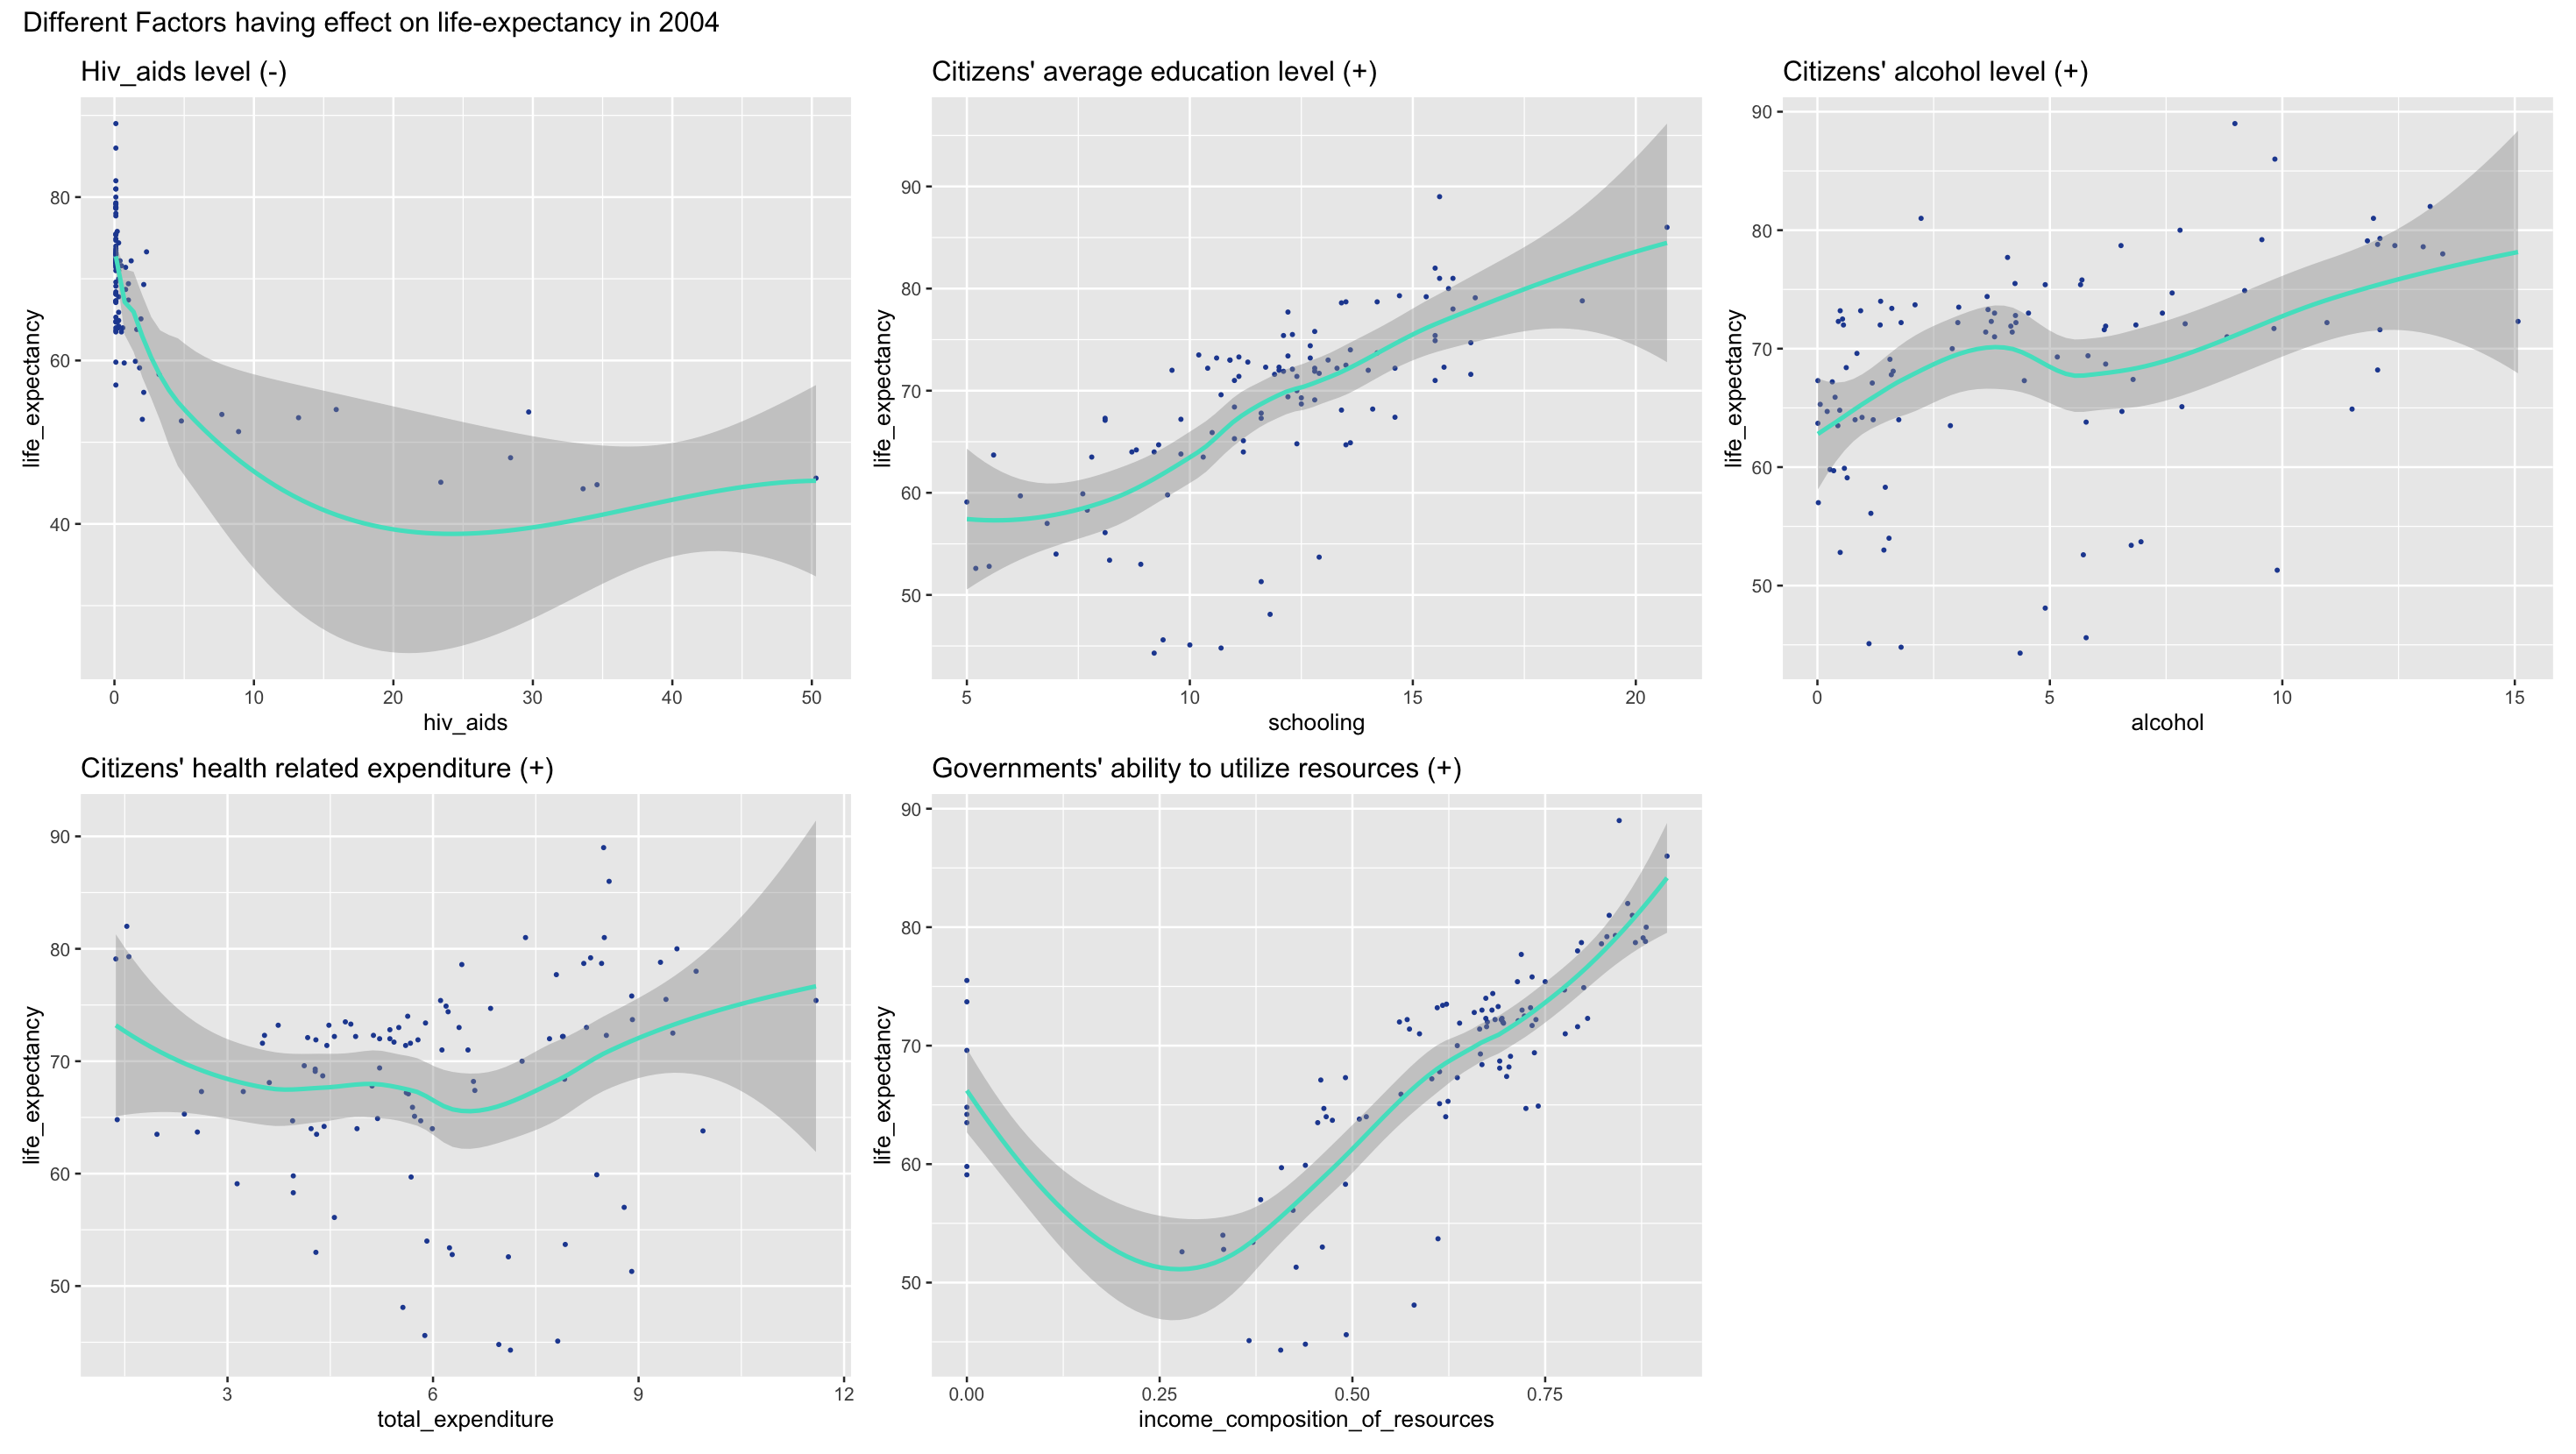 Different Factors having effect on life-expectancy in 2004
Hiv_aids level (-)
life_expectancy
80
60
40
0 10 20 30 40 50
hiv_aids
Citizens' average education level (+)
life_expectancy
90
80
70
60
50
5 10 15 20
schooling
Citizens' alcohol level (+)
life_expectancy
90
80
70
60
50
0 5 10 15
alcohol
Citizens' health related expenditure (+)
life_expectancy
90
80
70
60
50
3 6 9 12
total_expenditure
Governments' ability to utilize resources (+)
life_expectancy
90
80
70
60
50
0.00 0.25 0.50 0.75
income_composition_of_resources